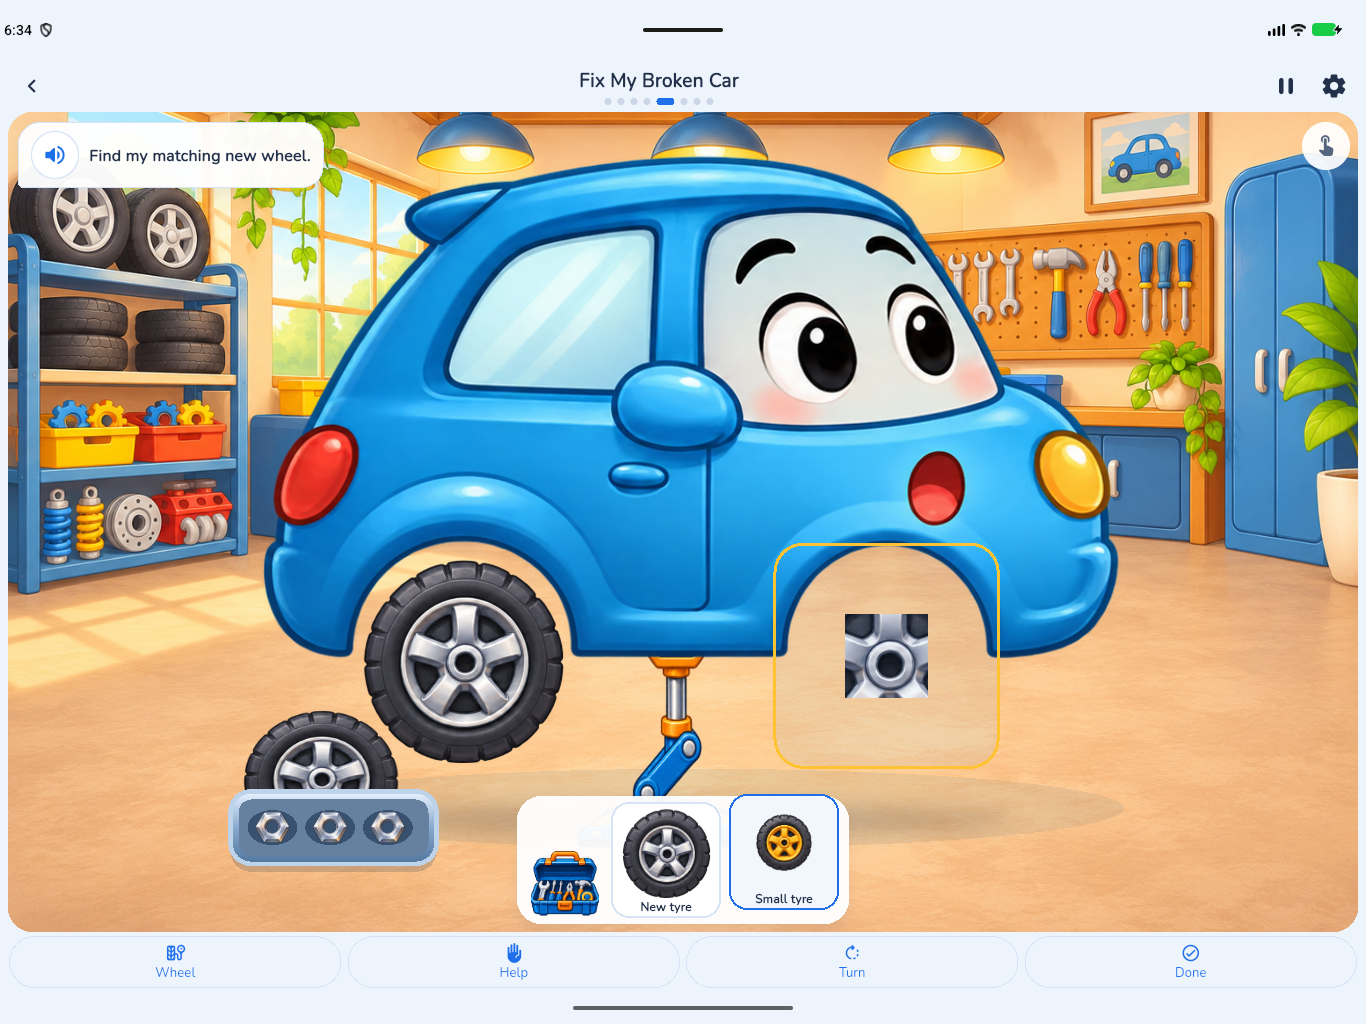 6:34
Fix My Broken Car
Find my matching new wheel.
New tyre
Small tyre
Wheel
Help
Turn
Done